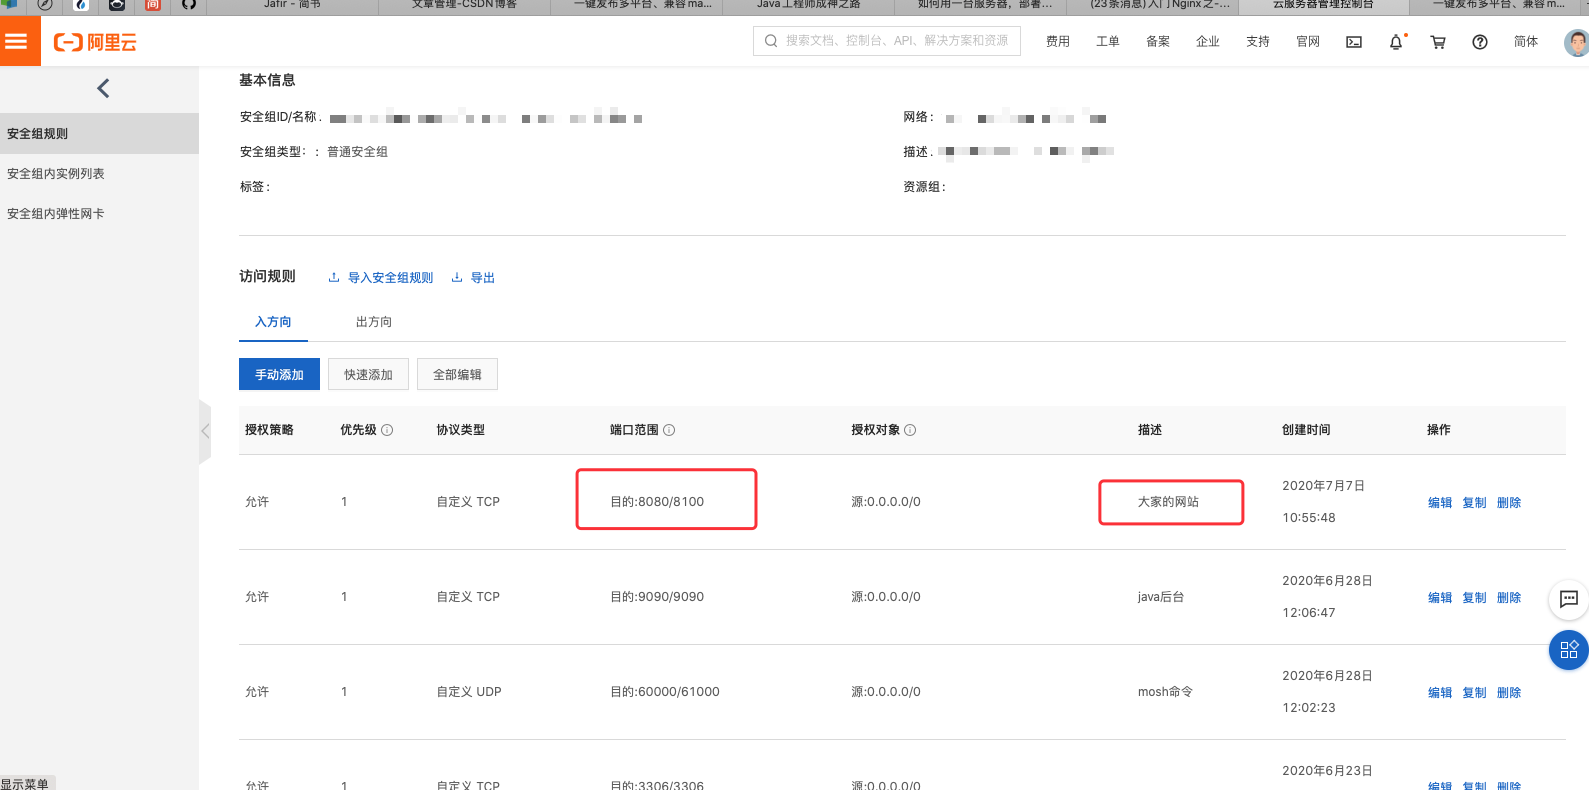 Jafir - 简书
文章管理-CSDN博客
一键发布多平台、兼容 ma...
Java工程师成神之路
如何用一台服务器，部署...
(23条消息) 入门Nginx之-...
云服务器管理控制台
一键发布多平台、兼容 m...
阿里云
搜索文档、控制台、API、解决方案和资源
费用 工单 备案 企业 支持 官网 简体
安全组规则
安全组内实例列表
安全组内弹性网卡
基本信息
安全组ID/名称
网络：
安全组类型：： 普通安全组
描述
标签：
资源组：
访问规则 导入安全组规则 导出
入方向 出方向
手动添加 快速添加 全部编辑
授权策略 优先级 协议类型 端口范围 授权对象 描述 创建时间 操作
允许 1 自定义 TCP 目的:8080/8100 源:0.0.0.0/0 大家的网站 2020年7月7日 编辑 复制 删除
10:55:48
允许 1 自定义 TCP 目的:9090/9090 源:0.0.0.0/0 java后台 2020年6月28日 编辑 复制 删除
12:06:47
允许 1 自定义 UDP 目的:60000/61000 源:0.0.0.0/0 mosh命令 2020年6月28日 编辑 复制 删除
12:02:23
允许 1 自定义 TCP 目的:3306/3306 源:0.0.0.0/0 2020年6月23日 编辑 复制 删除
显示菜单